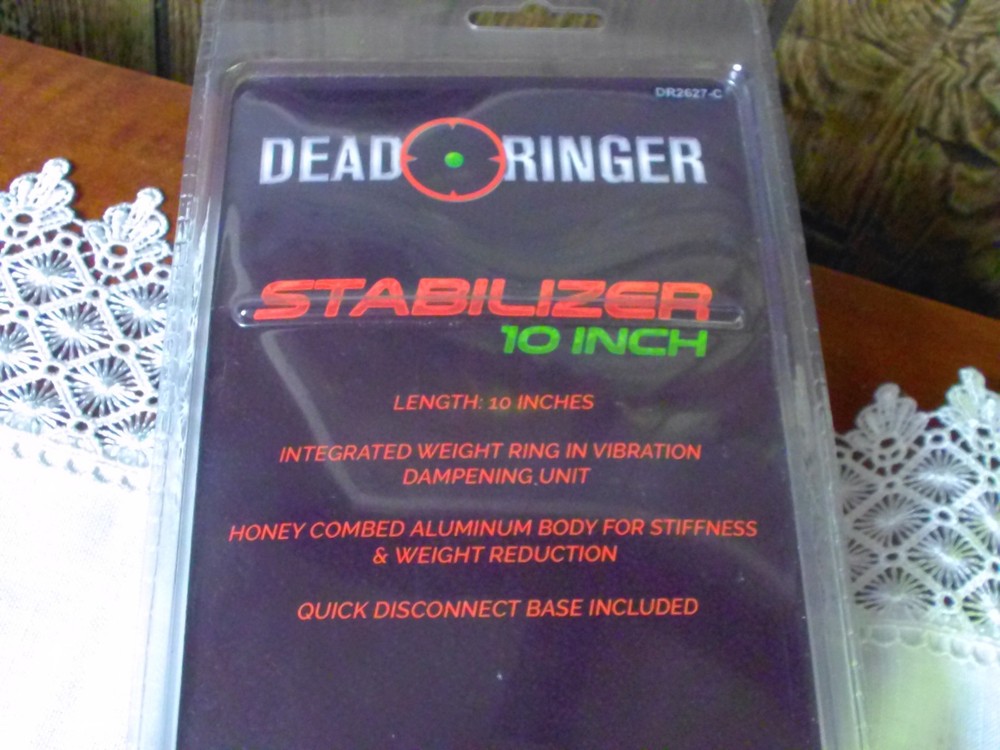 DR2627-C
DEAD RINGER
STABILIZER
10 INCH
LENGTH: 10 INCHES
INTEGRATED WEIGHT RING IN VIBRATION
DAMPENING UNIT
HONEY COMBED ALUMINUM BODY FOR STIFFNESS
& WEIGHT REDUCTION
QUICK DISCONNECT BASE INCLUDED